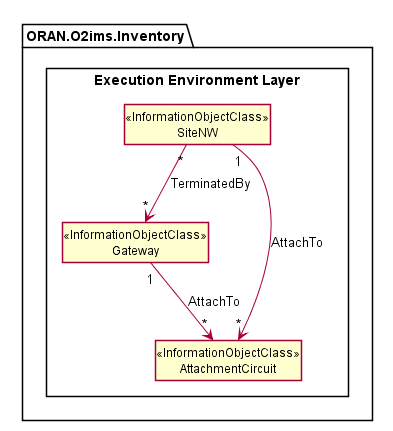 ORAN.O2ims.Inventory
Execution Environment Layer
«InformationObjectClass»
SiteNW
* 1
TerminatedBy
*
«InformationObjectClass»
Gateway
AttachTo
1
AttachTo
* *
«InformationObjectClass»
AttachmentCircuit